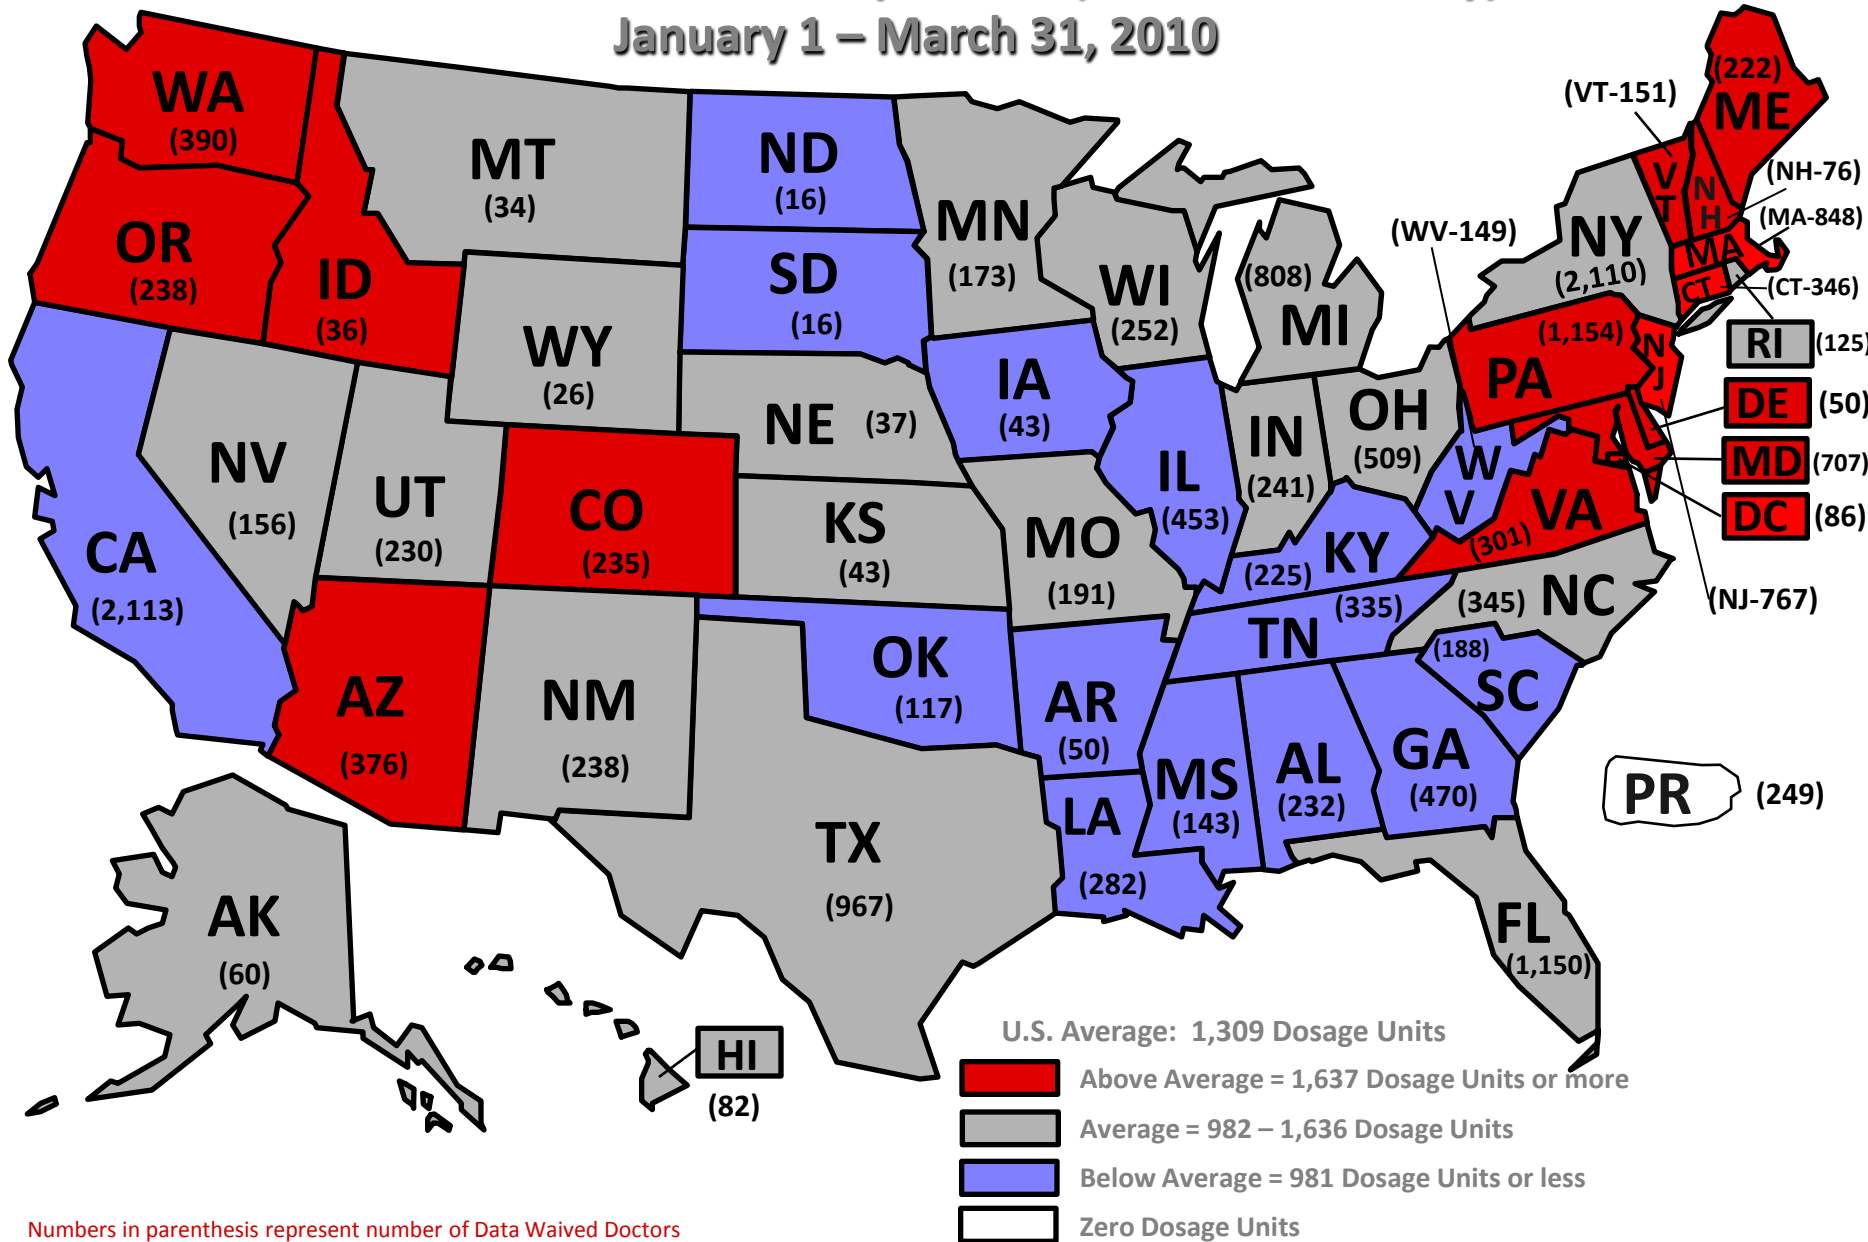 January 1 – March 31, 2010
WA
(390)
MT
(34)
ND
(16)
MN
(173)
(VT-151)
(222)
ME
V
T
N
H
(NH-76)
(MA-848)
MA
(WV-149)
NY
(2,110)
CT
(CT-346)
OR
(238)
ID
(36)
SD
(16)
WI
(252)
(808)
MI
RI
(125)
WY
(26)
(1,154)
PA
N
J
NE
(37)
IA
(43)
IN
(241)
OH
(509)
DE
(50)
MD
(707)
DC
(86)
NV
(156)
UT
(230)
CO
(235)
KS
(43)
MO
(191)
IL
(453)
W
V
VA
(301)
CA
(2,113)
KY
(225)
(335)
TN
(345)
NC
(NJ-767)
AZ
(376)
NM
(238)
OK
(117)
AR
(50)
(188)
SC
MS
(143)
AL
(232)
GA
(470)
PR
(249)
TX
(967)
LA
(282)
AK
(60)
FL
(1,150)
HI
(82)
U.S. Average: 1,309 Dosage Units
Above Average = 1,637 Dosage Units or more
Average = 982 – 1,636 Dosage Units
Below Average = 981 Dosage Units or less
Zero Dosage Units
Numbers in parenthesis represent number of Data Waived Doctors